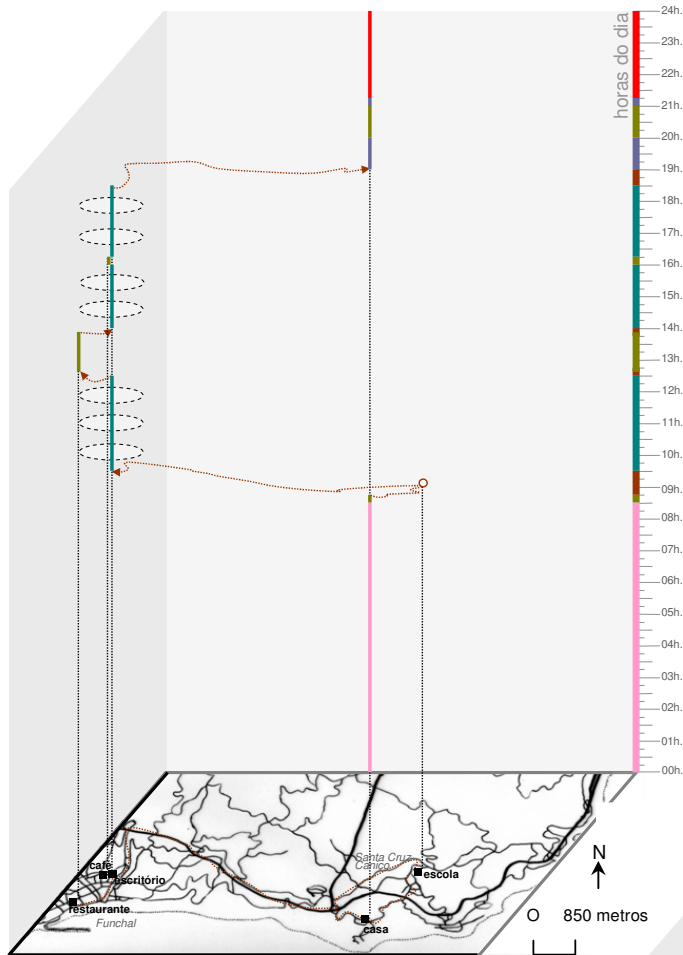 horas do dia
24h.
23h.
22h.
21h.
20h.
19h.
18h.
17h.
16h.
15h.
14h.
13h.
12h.
11h.
10h.
09h.
08h.
07h.
06h.
05h.
04h.
03h.
02h.
01h.
00h.
Santa Cruz
Caniço
café
escritório
escola
restaurante
Funchal
casa
N
850 metros